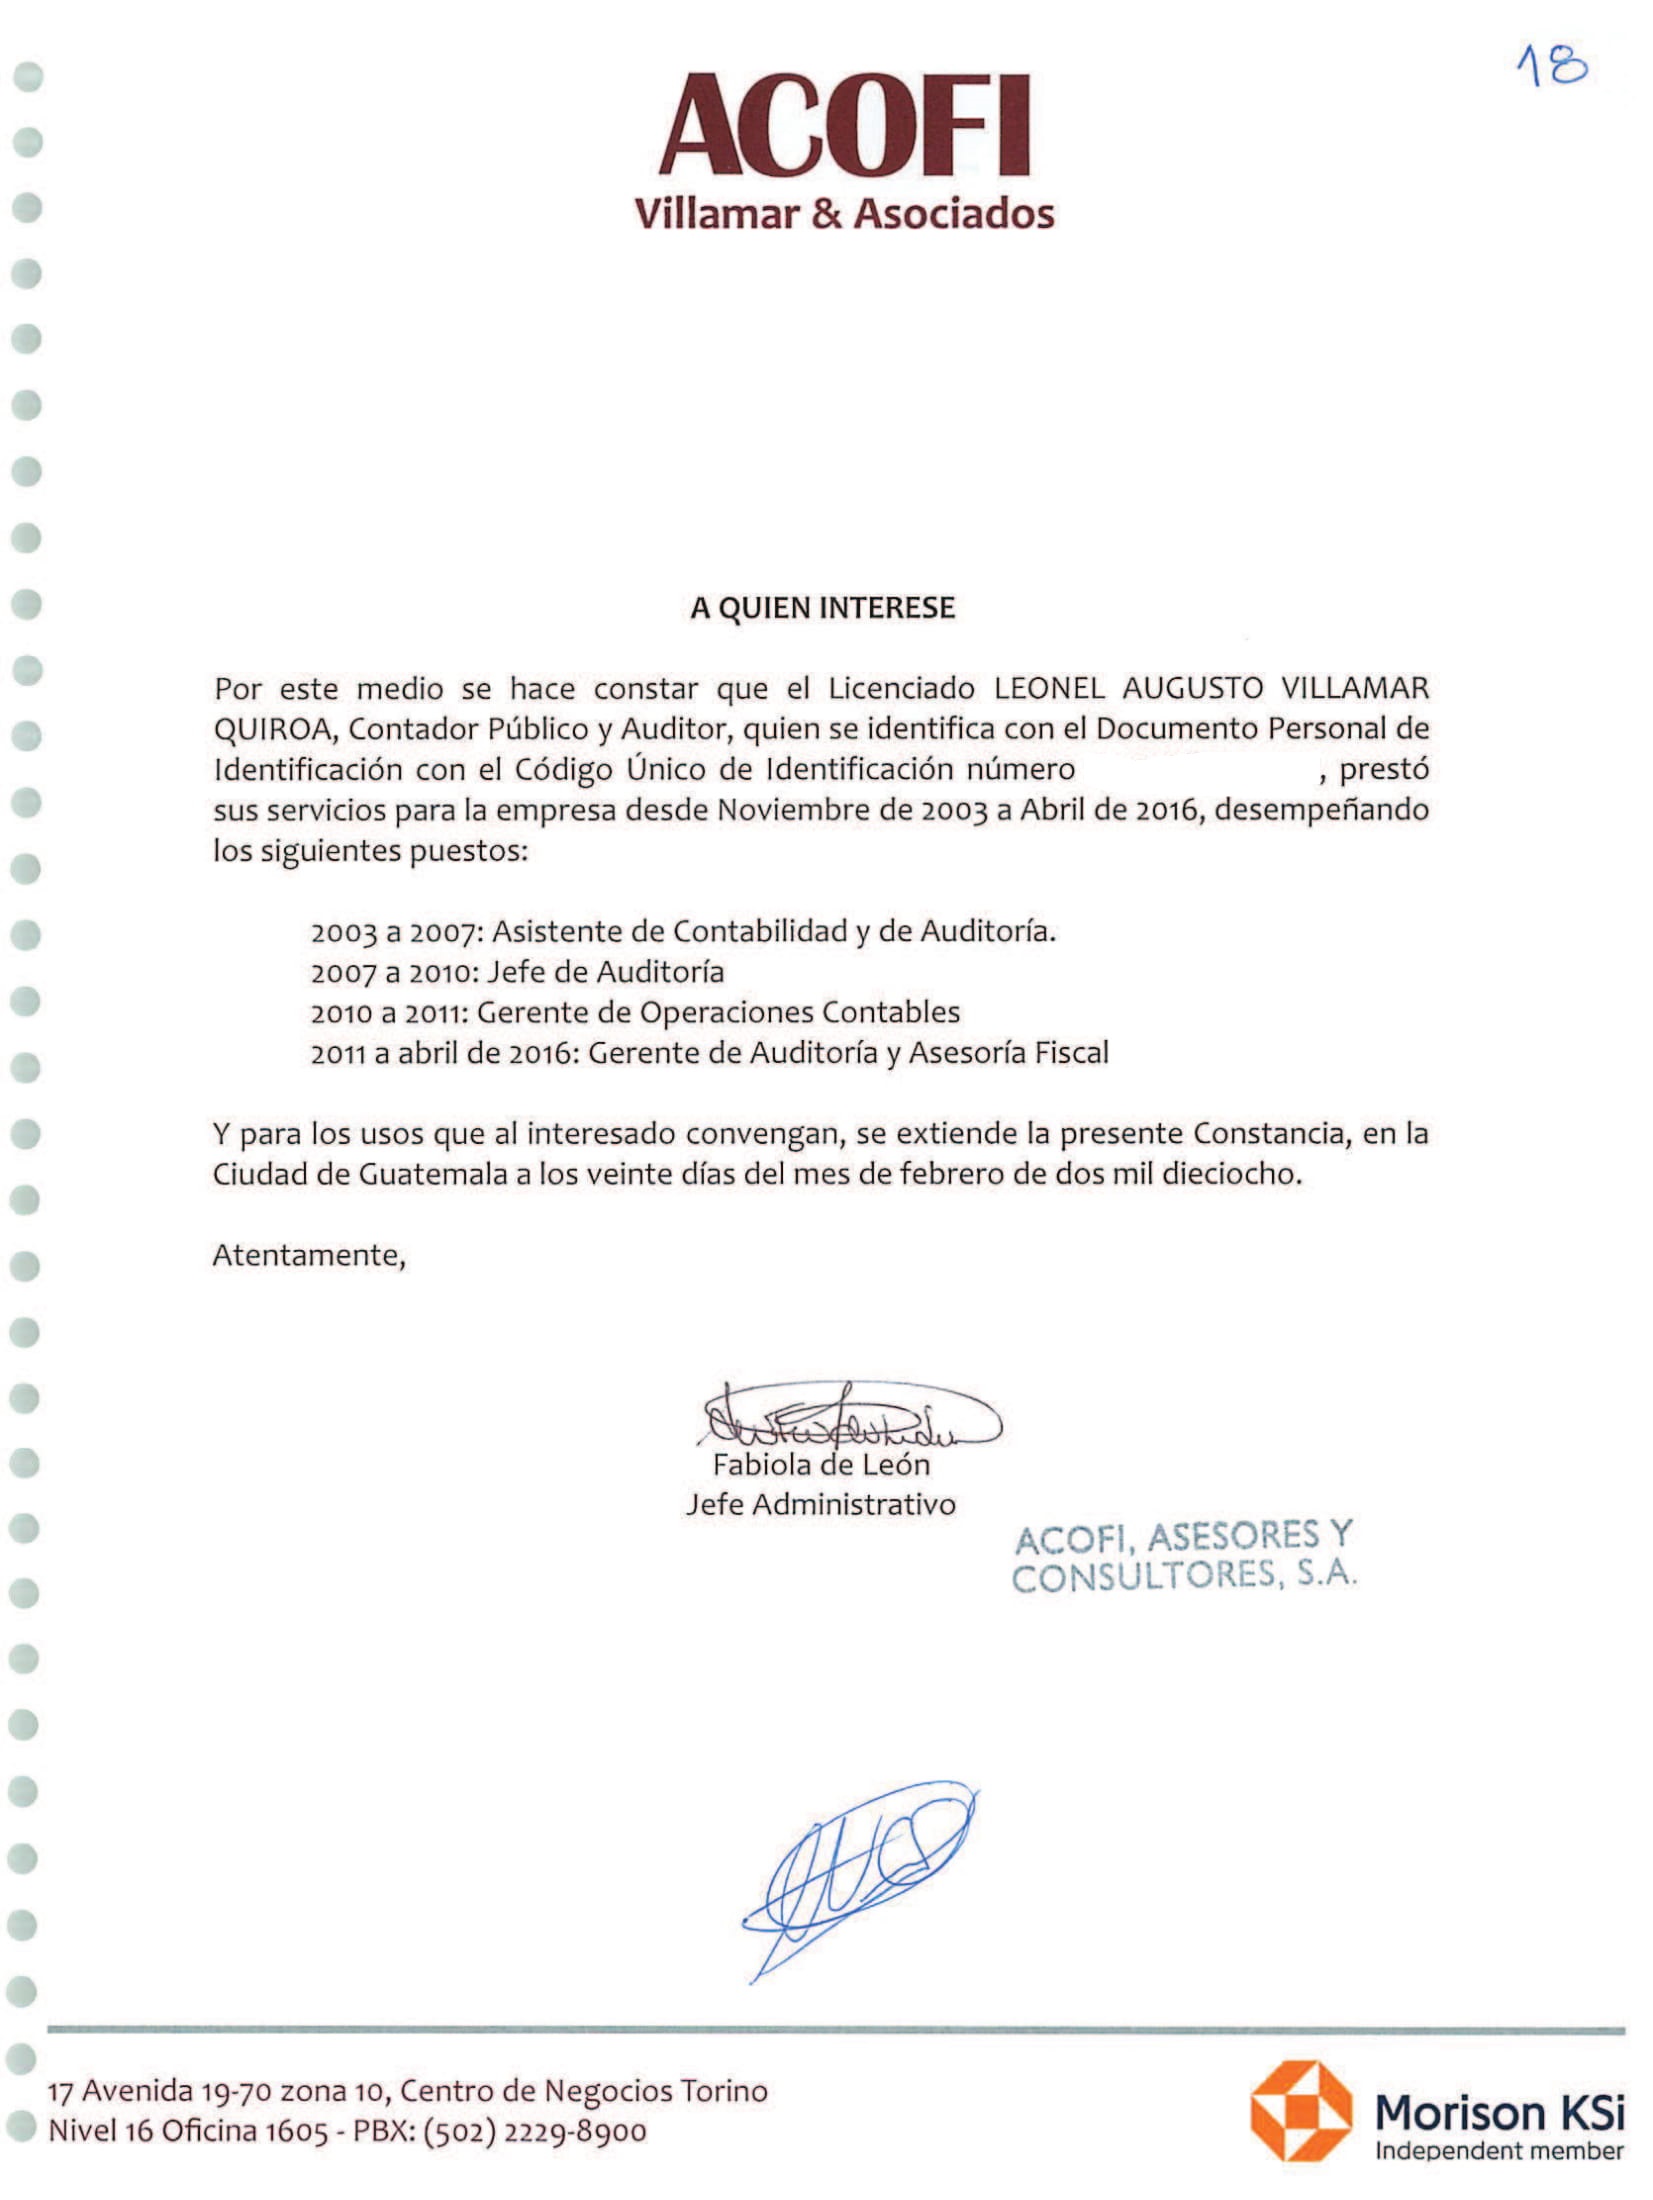 18
ACOFI
Villamar & Asociados
A QUIEN INTERESE
Por este medio se hace constar que el Licenciado LEONEL AUGUSTO VILLAMAR
QUIROA, Contador Público y Auditor, quien se identifica con el Documento Personal de
Identificación con el Código Único de Identificación número , prestó
sus servicios para la empresa desde Noviembre de 2003 a Abril de 2016, desempeñando
los siguientes puestos:
2003 a 2007: Asistente de Contabilidad y de Auditoría.
2007 a 2010: Jefe de Auditoría
2010 a 2011: Gerente de Operaciones Contables
2011 a abril de 2016: Gerente de Auditoría y Asesoría Fiscal
Y para los usos que al interesado convengan, se extiende la presente Constancia, en la
Ciudad de Guatemala a los veinte días del mes de febrero de dos mil dieciocho.
Atentamente,
Fabiola de León
Jefe Administrativo
ACOFI, ASESORES Y
CONSULTORES, S.A.
17 Avenida 19-70 zona 10, Centro de Negocios Torino
Nivel 16 Oficina 1605 - PBX: (502) 2229-8900
Morison KSi
Independent member